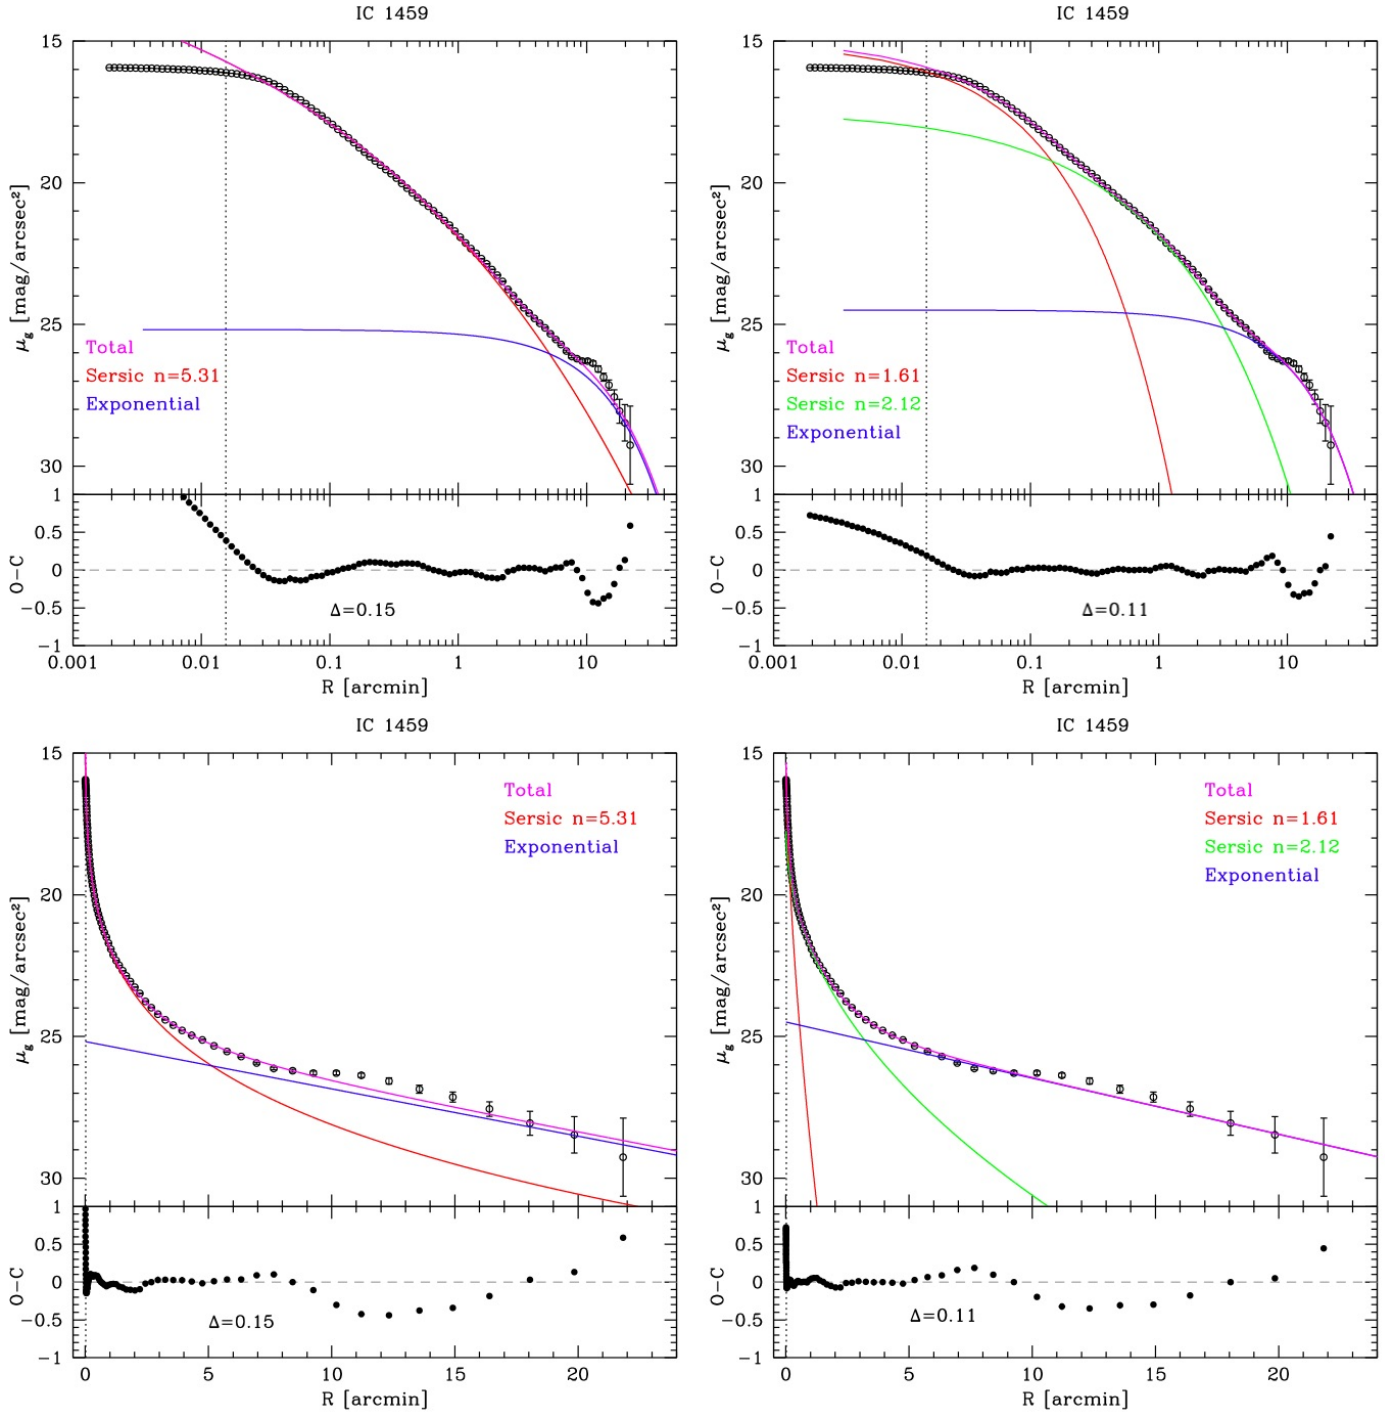 IC 1459
15
20
25
30
μg [mag/arcsec²]
Total
Sersic n=5.31
Exponential
1
0.5
0
−0.5
−1
O−C
Δ=0.15
0.001 0.01 0.1 1 10
R [arcmin]
IC 1459
15
20
25
30
μg [mag/arcsec²]
Total
Sersic n=1.61
Sersic n=2.12
Exponential
1
0.5
0
−0.5
−1
O−C
Δ=0.11
0.001 0.01 0.1 1 10
R [arcmin]
IC 1459
15
20
25
30
μg [mag/arcsec²]
Total
Sersic n=5.31
Exponential
1
0.5
0
−0.5
−1
O−C
Δ=0.15
0 5 10 15 20
R [arcmin]
IC 1459
15
20
25
30
μg [mag/arcsec²]
Total
Sersic n=1.61
Sersic n=2.12
Exponential
1
0.5
0
−0.5
−1
O−C
Δ=0.11
0 5 10 15 20
R [arcmin]